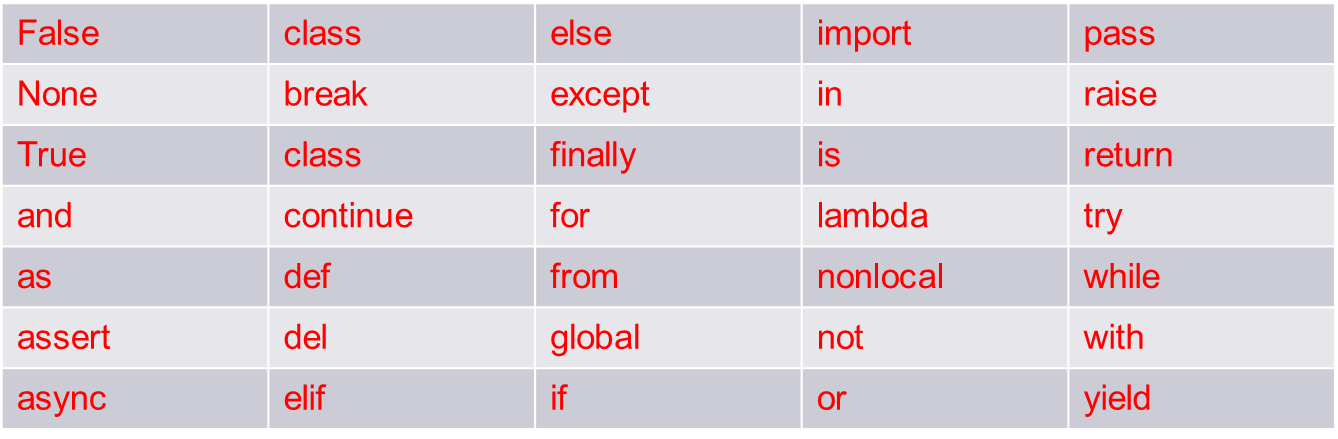 False class else import pass
None break except in raise
True class finally is return
and continue for lambda try
as def from nonlocal while
assert del global not with
async elif if or yield